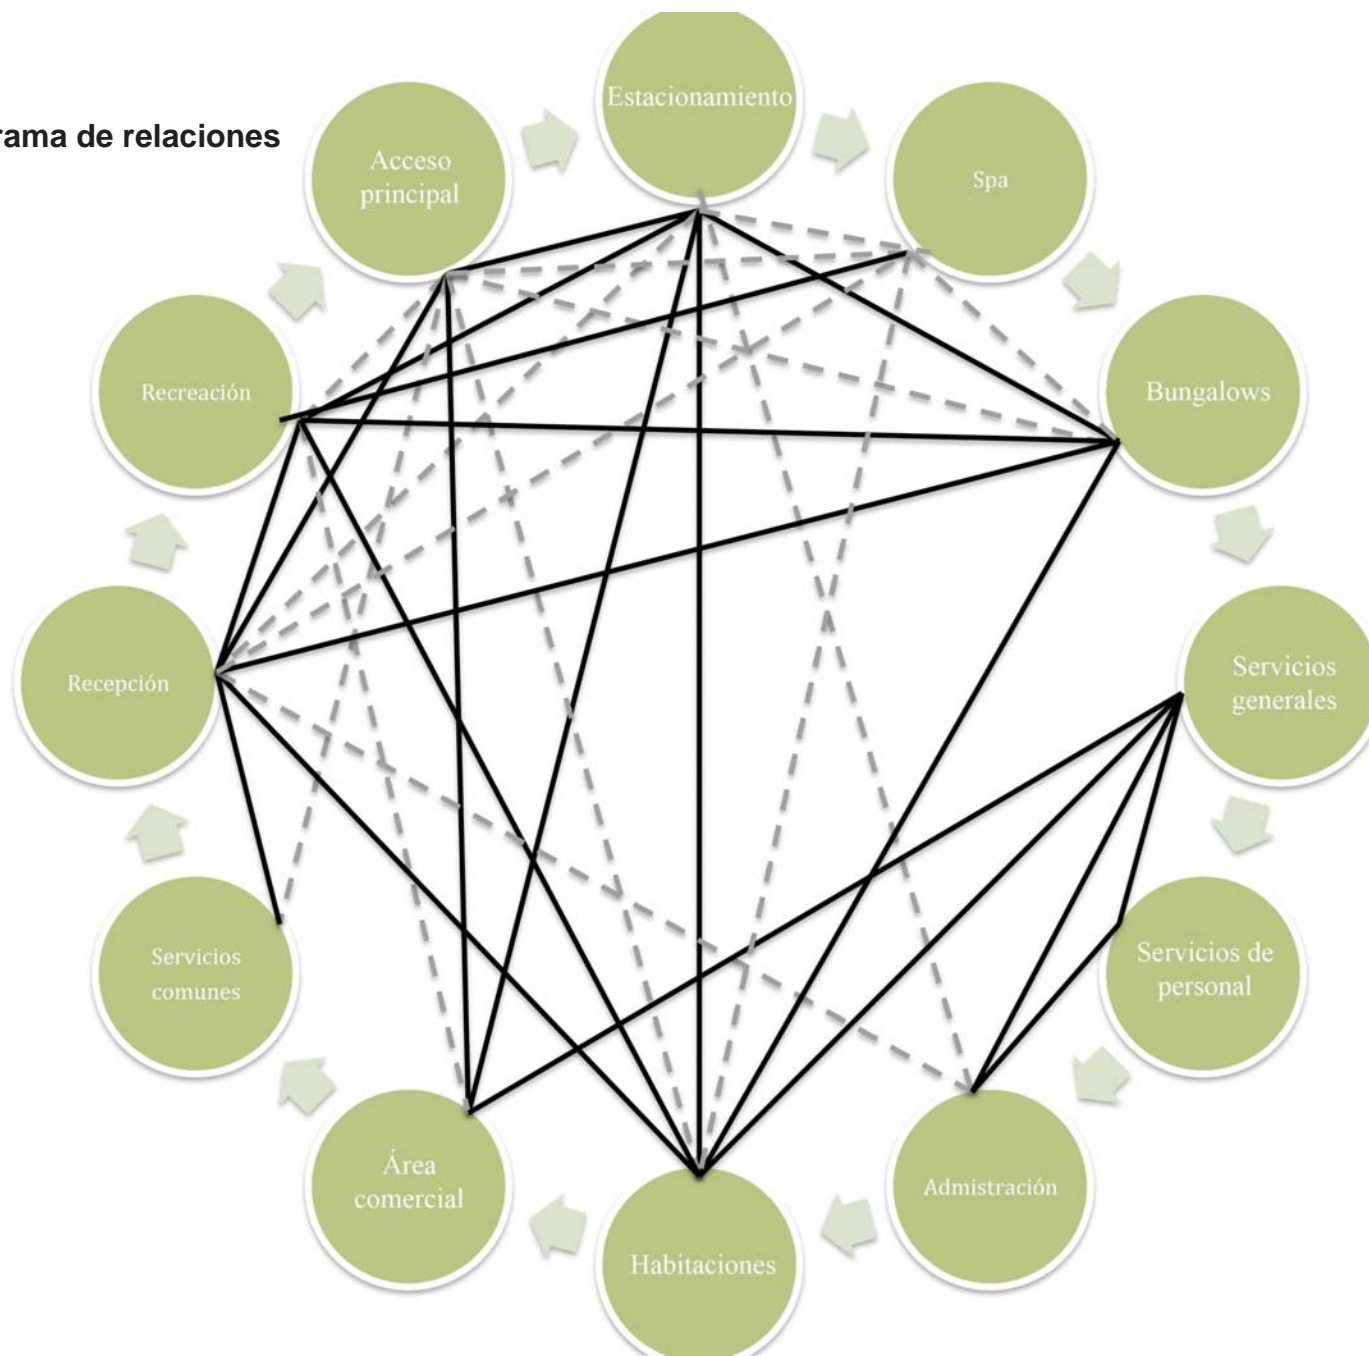 rama de relaciones
Estacionamiento
Acceso
principal
Spa
Recreación
Bungalows
Recepción
Servicios
generales
Servicios
comunes
Servicios de
personal
Área
comercial
Habitaciones
Admistración